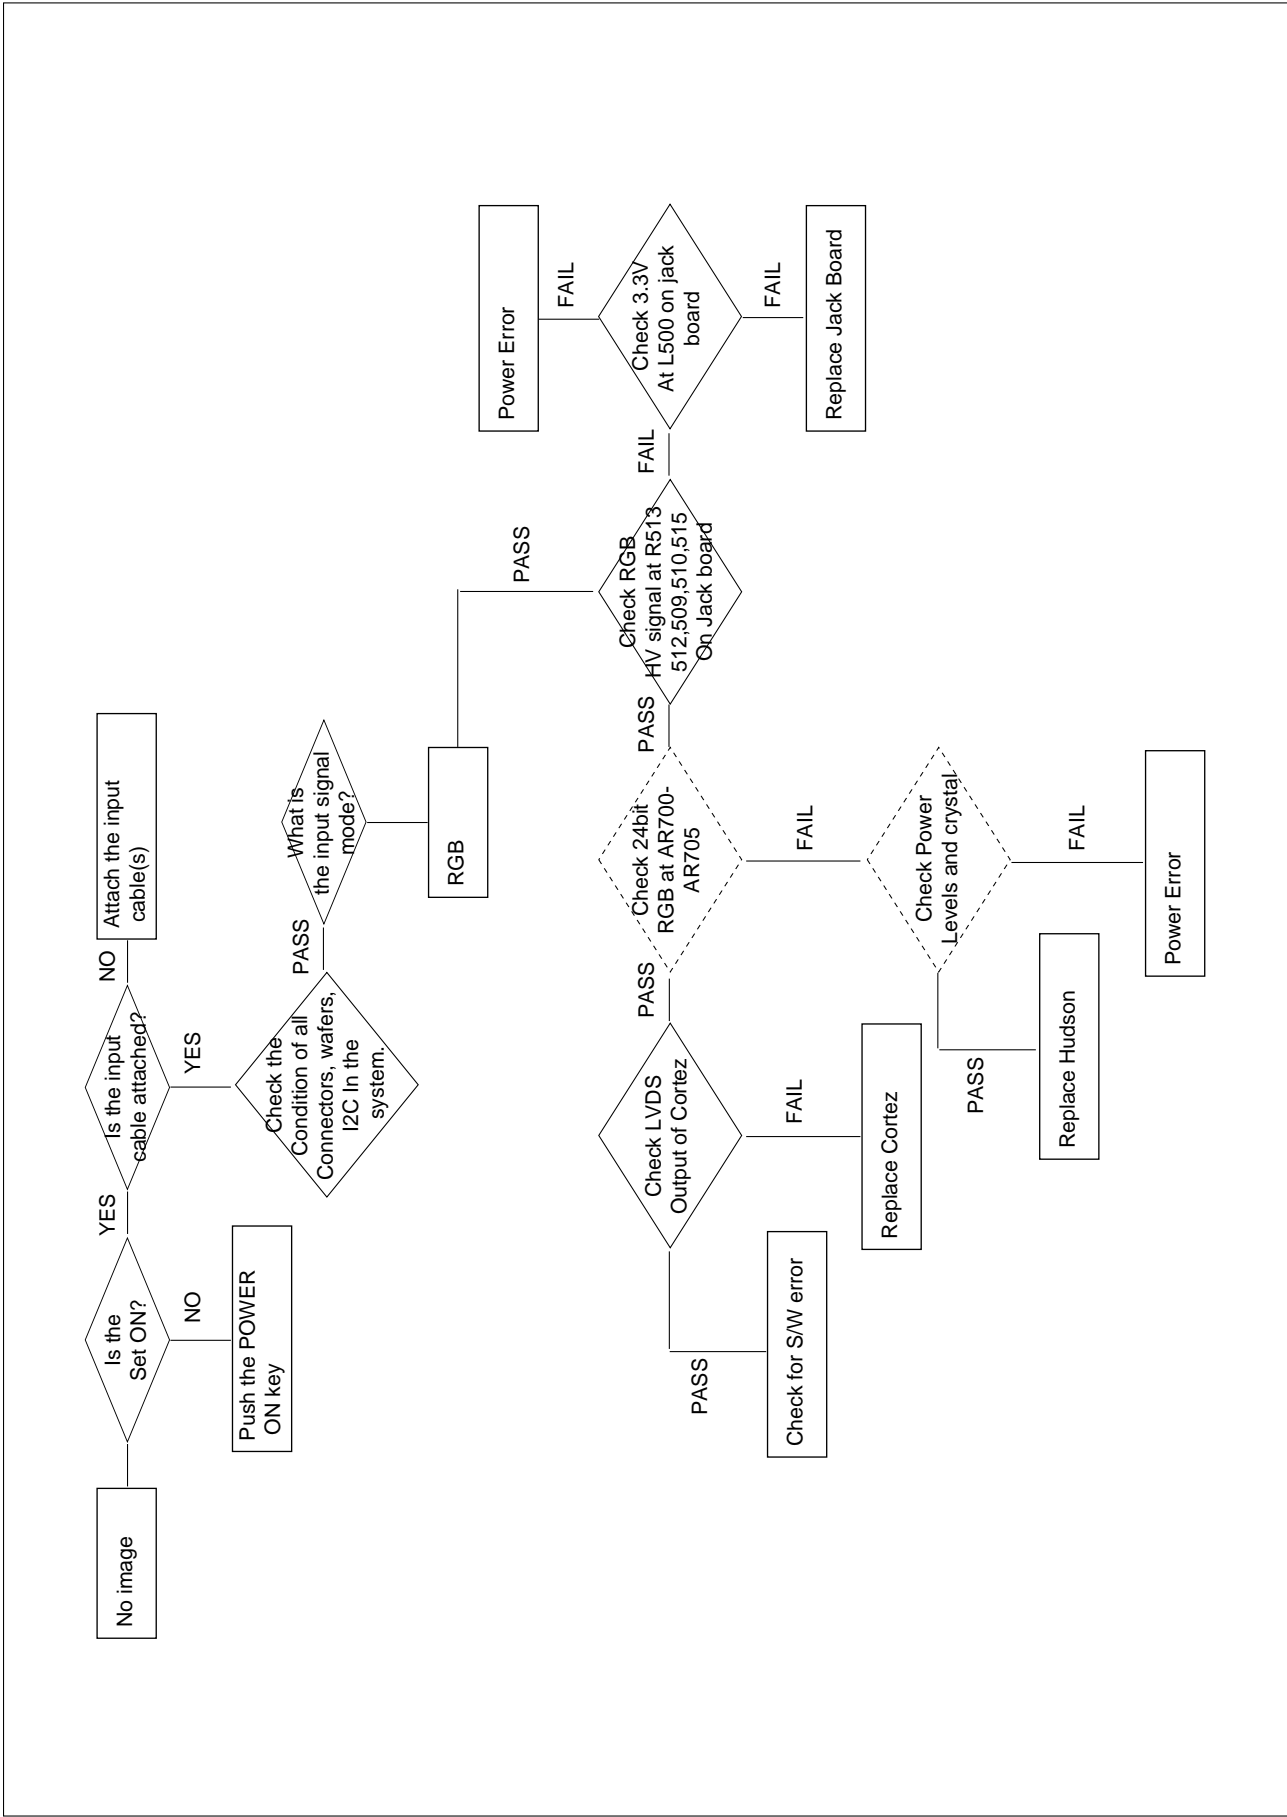 No image
Is the
Set ON?
YES
Is the input
cable attached?
NO
Attach the input
cable(s)
NO
Push the POWER
ON key
YES
Check the
Condition of all
Connectors, wafers,
I2C In the
system.
PASS
What is
the input signal
mode?
RGB
PASS
Power Error
FAIL
Check LVDS
Output of Cortez
PASS
Check 24bit
RGB at AR700-
AR705
PASS
Check RGB
HV signal at R513
512,509,510,515
On Jack board
FAIL
Check 3.3V
At L500 on jack
board
PASS
Check for S/W error
FAIL
Replace Cortez
FAIL
FAIL
Replace Jack Board
Check Power
Levels and crystal
PASS
Replace Hudson
FAIL
Power Error